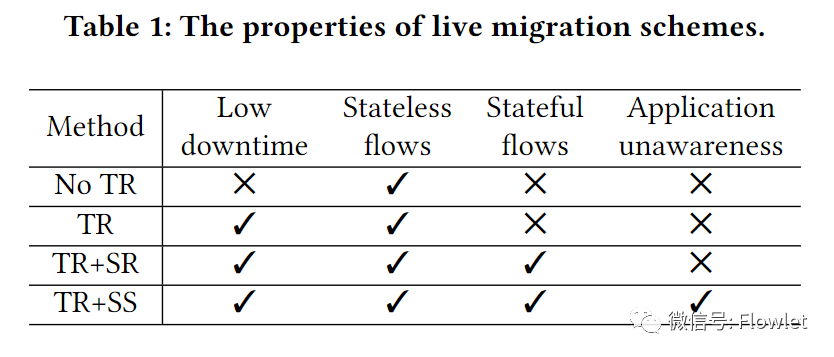 Table 1: The properties of live migration schemes.
Method Low downtime Stateless flows Stateful flows Application unawareness
No TR × ✓ × ×
TR ✓ ✓ × ×
TR+SR ✓ ✓ ✓ ×
TR+SS ✓ ✓ ✓ ✓
微信号: Flowlet